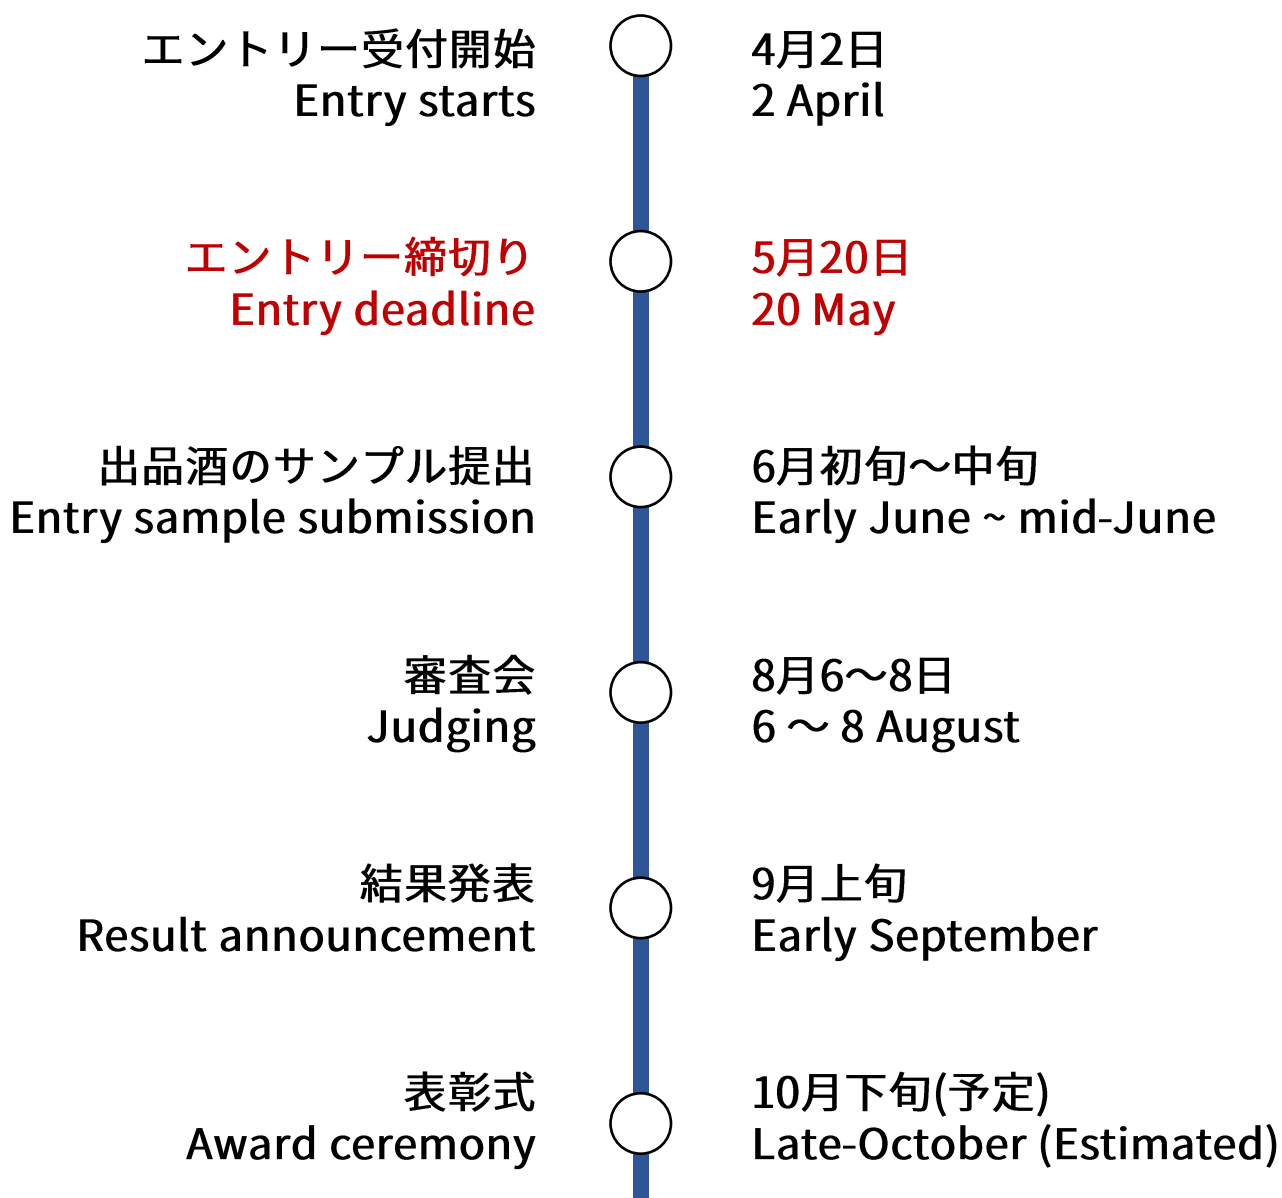 エントリー受付開始
Entry starts
4月2日
2 April
エントリー締切り
Entry deadline
5月20日
20 May
出品酒のサンプル提出
Entry sample submission
6月初旬～中旬
Early June ~ mid-June
審査会
Judging
8月6～8日
6 ～ 8 August
結果発表
Result announcement
9月上旬
Early September
表彰式
Award ceremony
10月下旬(予定)
Late-October (Estimated)